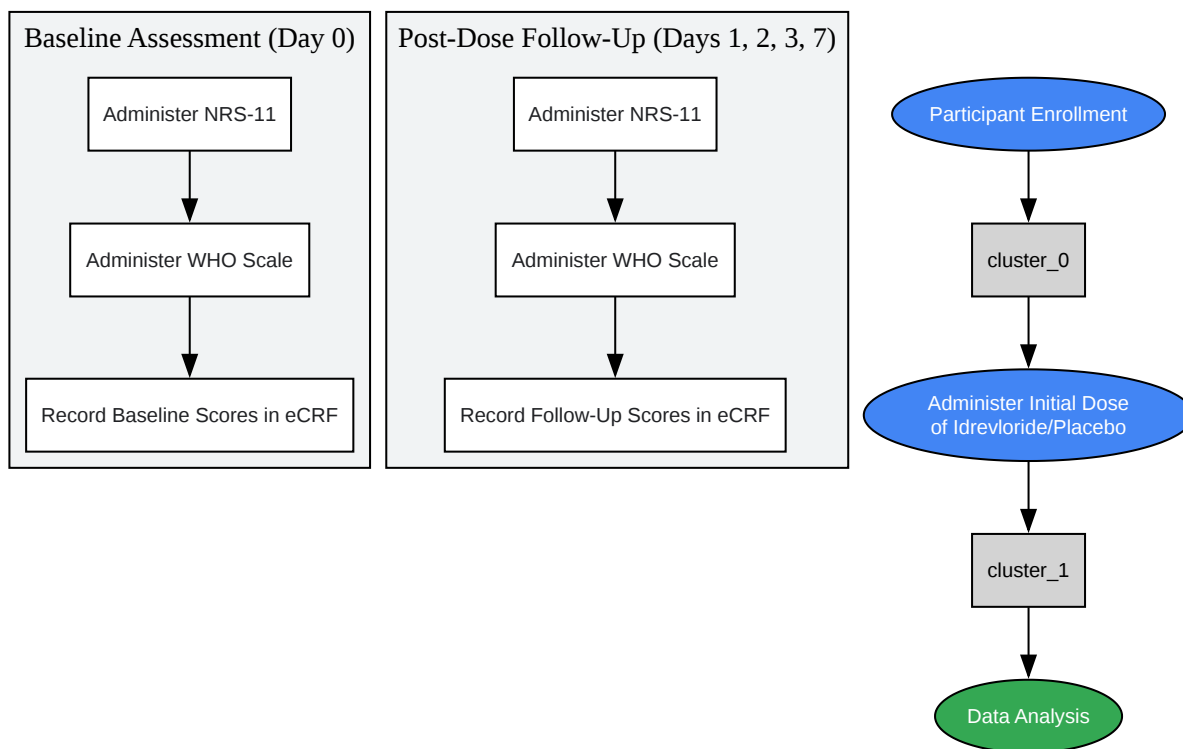 Baseline Assessment (Day 0)
Administer NRS-11
Administer WHO Scale
Record Baseline Scores in eCRF
Post-Dose Follow-Up (Days 1, 2, 3, 7)
Administer NRS-11
Administer WHO Scale
Record Follow-Up Scores in eCRF
Participant Enrollment
cluster_0
Administer Initial Dose
of Idrevloride/Placebo
cluster_1
Data Analysis